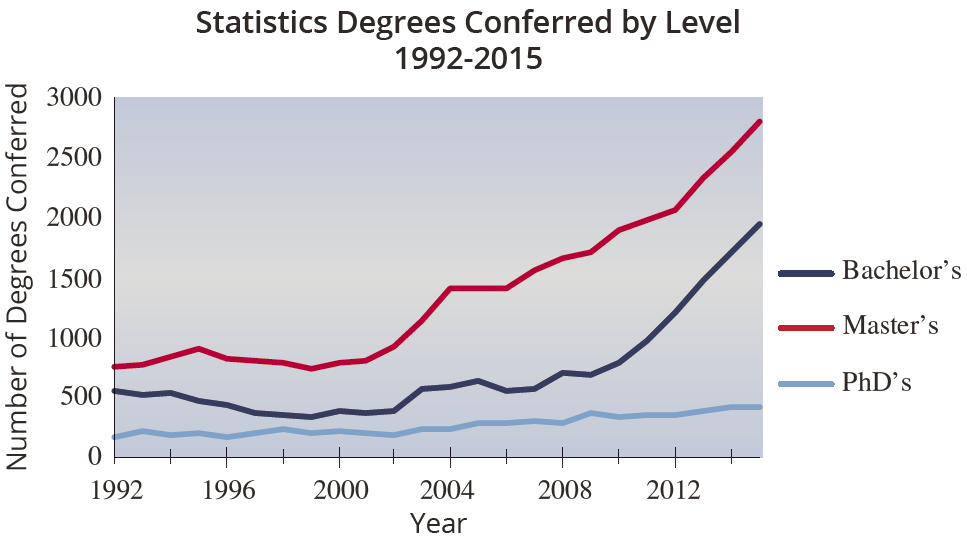 Statistics Degrees Conferred by Level
1992-2015
Number of Degrees Conferred
3000
2500
2000
1500
1000
500
0
1992 1996 2000 2004 2008 2012
Year
Bachelor’s
Master’s
PhD’s